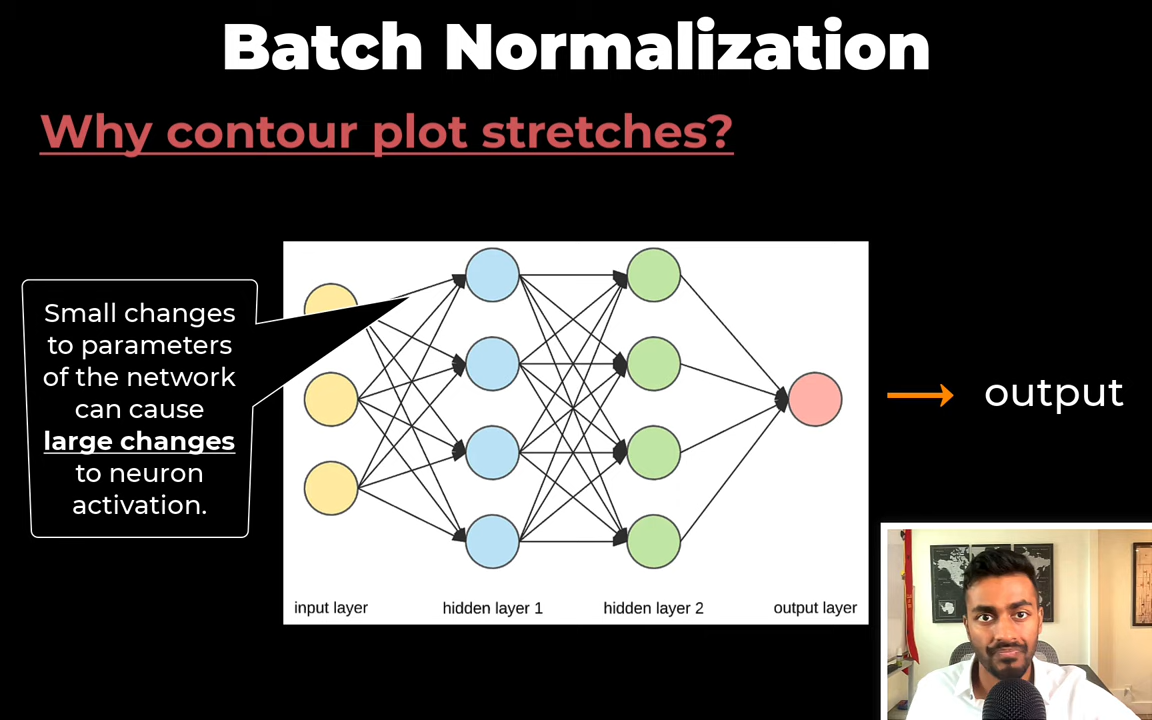 Batch Normalization
Why contour plot stretches?
Small changes
to parameters
of the network
can cause
large changes
to neuron
activation.
output
input layer
hidden layer 1
hidden layer 2
output layer